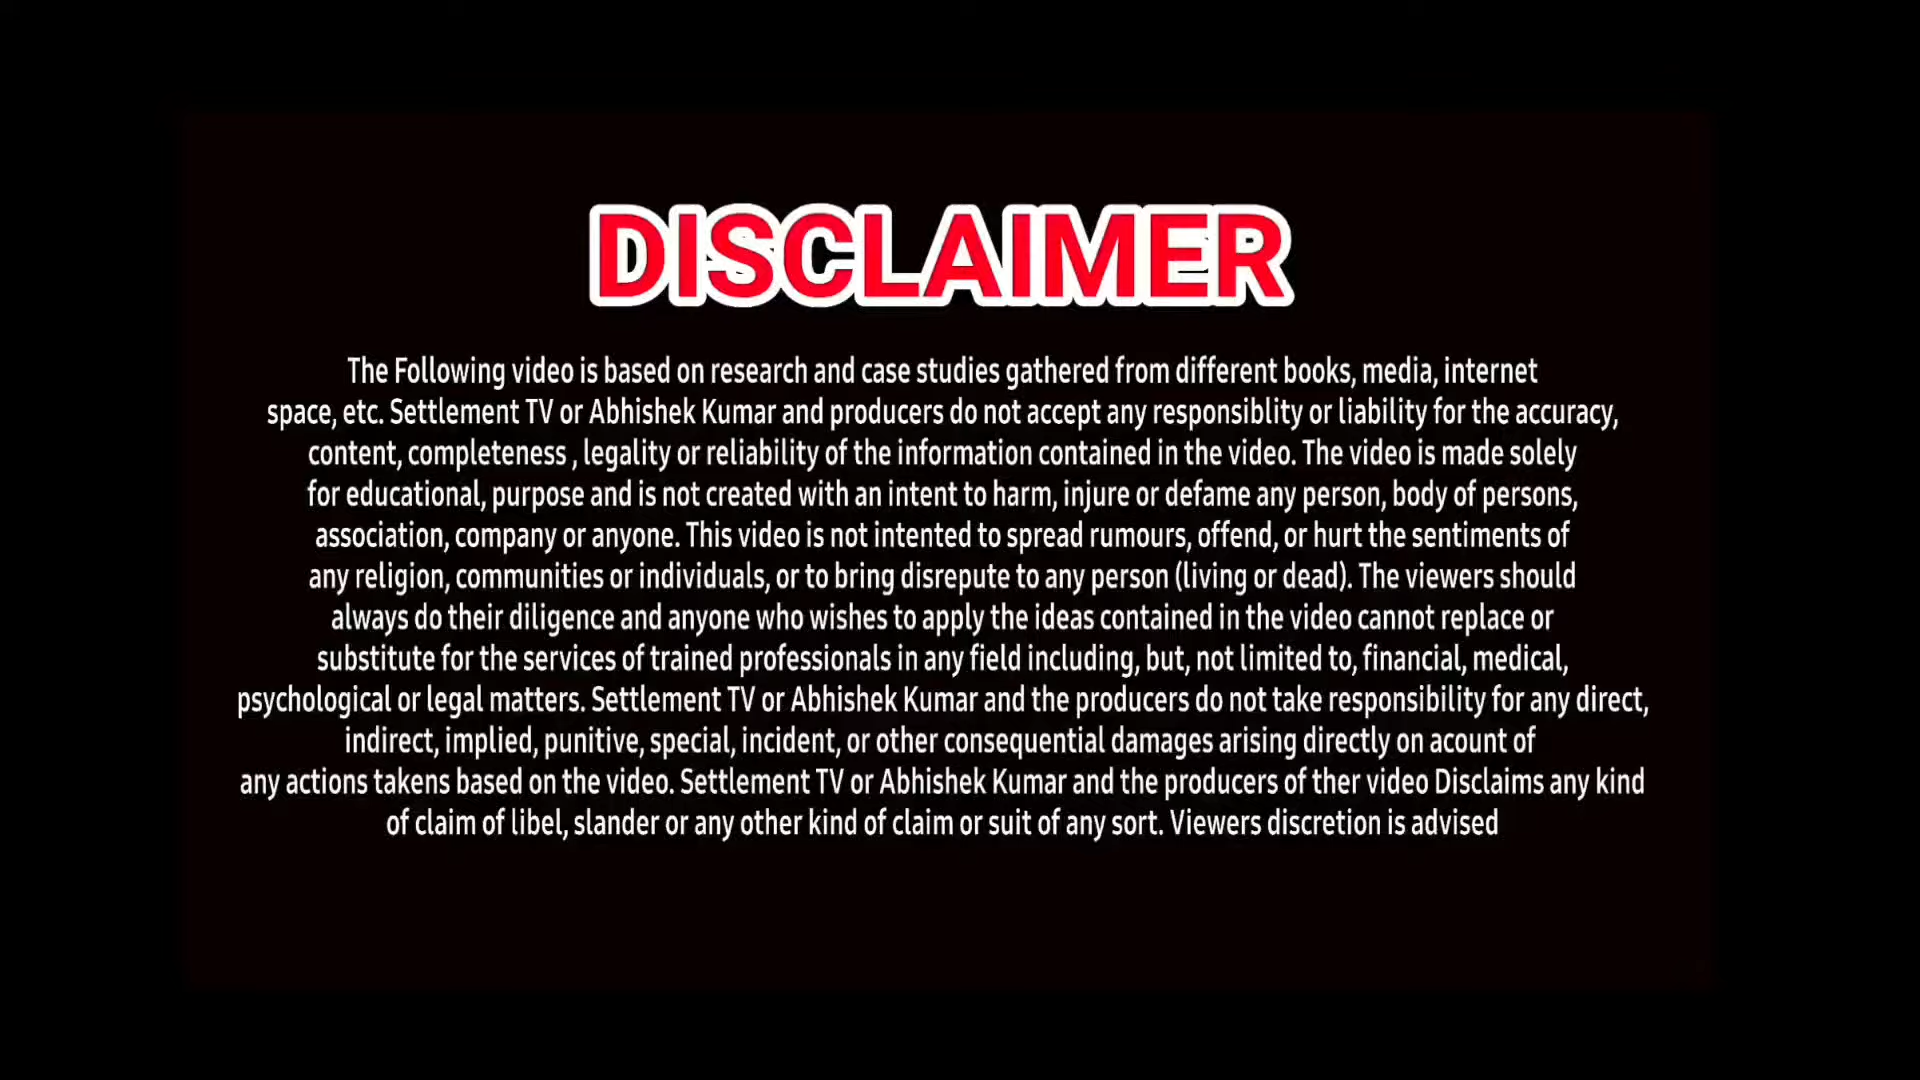 DISCLAIMER
The Following video is based on research and case studies gathered from different books, media, internet
space, etc. Settlement TV or Abhishek Kumar and producers do not accept any responsiblity or liability for the accuracy,
content, completeness , legality or reliability of the information contained in the video. The video is made solely
for educational, purpose and is not created with an intent to harm, injure or defame any person, body of persons,
association, company or anyone. This video is not intented to spread rumours, offend, or hurt the sentiments of
any religion, communities or individuals, or to bring disrepute to any person (living or dead). The viewers should
always do their diligence and anyone who wishes to apply the ideas contained in the video cannot replace or
substitute for the services of trained professionals in any field including, but, not limited to, financial, medical,
psychological or legal matters. Settlement TV or Abhishek Kumar and the producers do not take responsibility for any direct,
indirect, implied, punitive, special, incident, or other consequential damages arising directly on acount of
any actions takens based on the video. Settlement TV or Abhishek Kumar and the producers of ther video Disclaims any kind
of claim of libel, slander or any other kind of claim or suit of any sort. Viewers discretion is advised